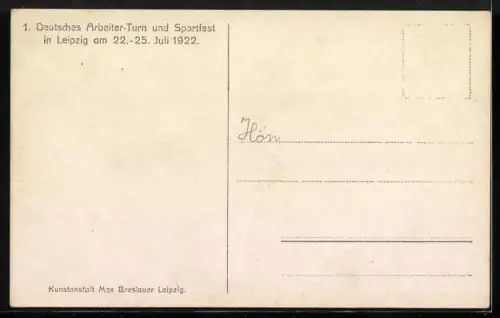 1. Deutsches Arbeiter-Turn und Sportfest
in Leipzig am 22.-25. Juli 1922.
Hön
Kunstanstalt Max Breslauer Leipzig.